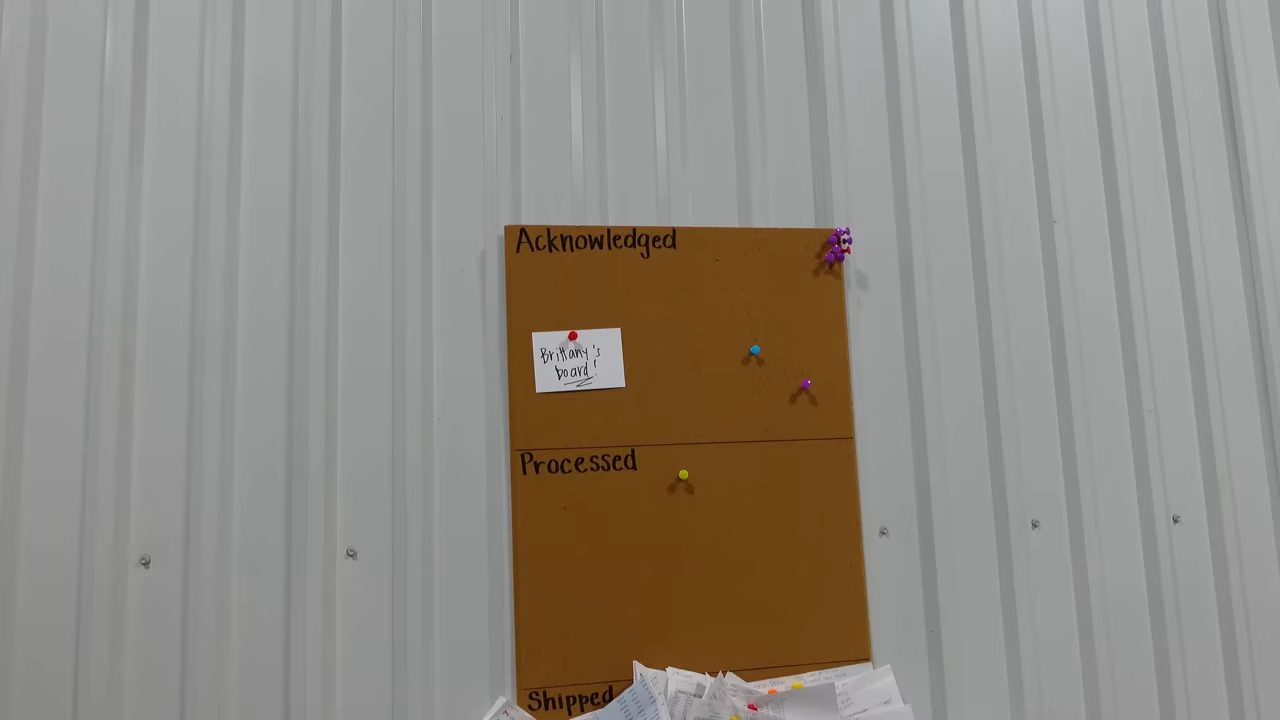 Acknowledged
Brittany's
board!
Processed
Shipped